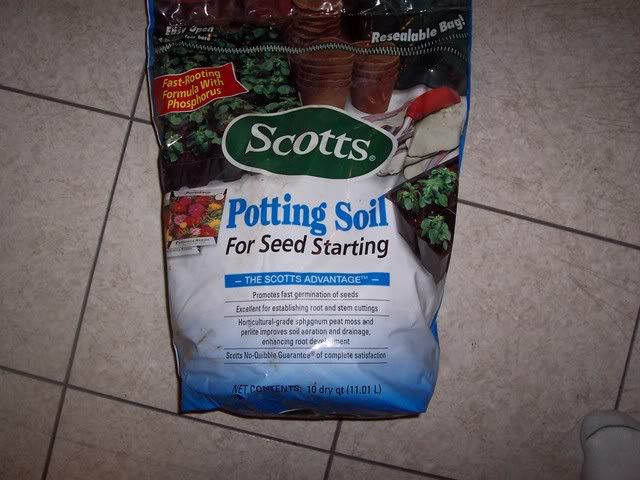 Easy Open
Resealable Bag!
Fast-Rooting
Formula With
Phosphorus
Scotts®
Potting Soil
For Seed Starting
– THE SCOTTS ADVANTAGE™ –
Promotes fast germination of seeds
Excellent for establishing root and stem cuttings
Horticultural-grade sphagnum peat moss and
perlite improves soil aeration and drainage,
enhancing root development
Scotts No-Quibble Guarantee® of complete satisfaction
NET CONTENTS: 10 dry qt (11.01 L)